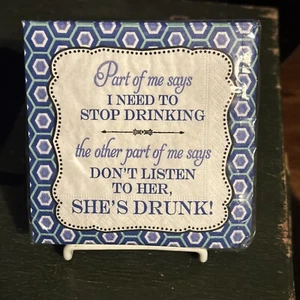 Part of me says
I NEED TO
STOP DRINKING
the other part of me says
DON'T LISTEN
TO HER,
SHE'S DRUNK!